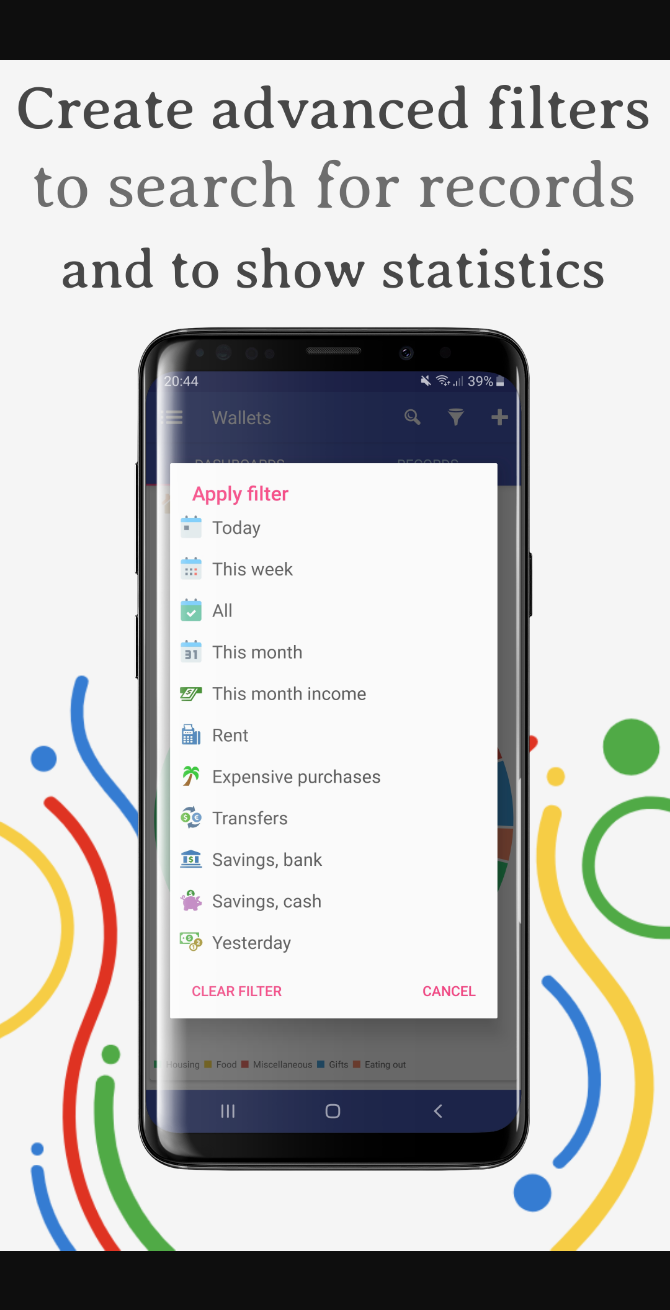 Create advanced filters
to search for records
and to show statistics
20:44 39%
Wallets
DASHBOARDS RECORDS
Apply filter
Today
This week
All
31 This month
This month income
Rent
Expensive purchases
Transfers
Savings, bank
Savings, cash
Yesterday
CLEAR FILTER CANCEL
Housing Food Miscellaneous Gifts Eating out